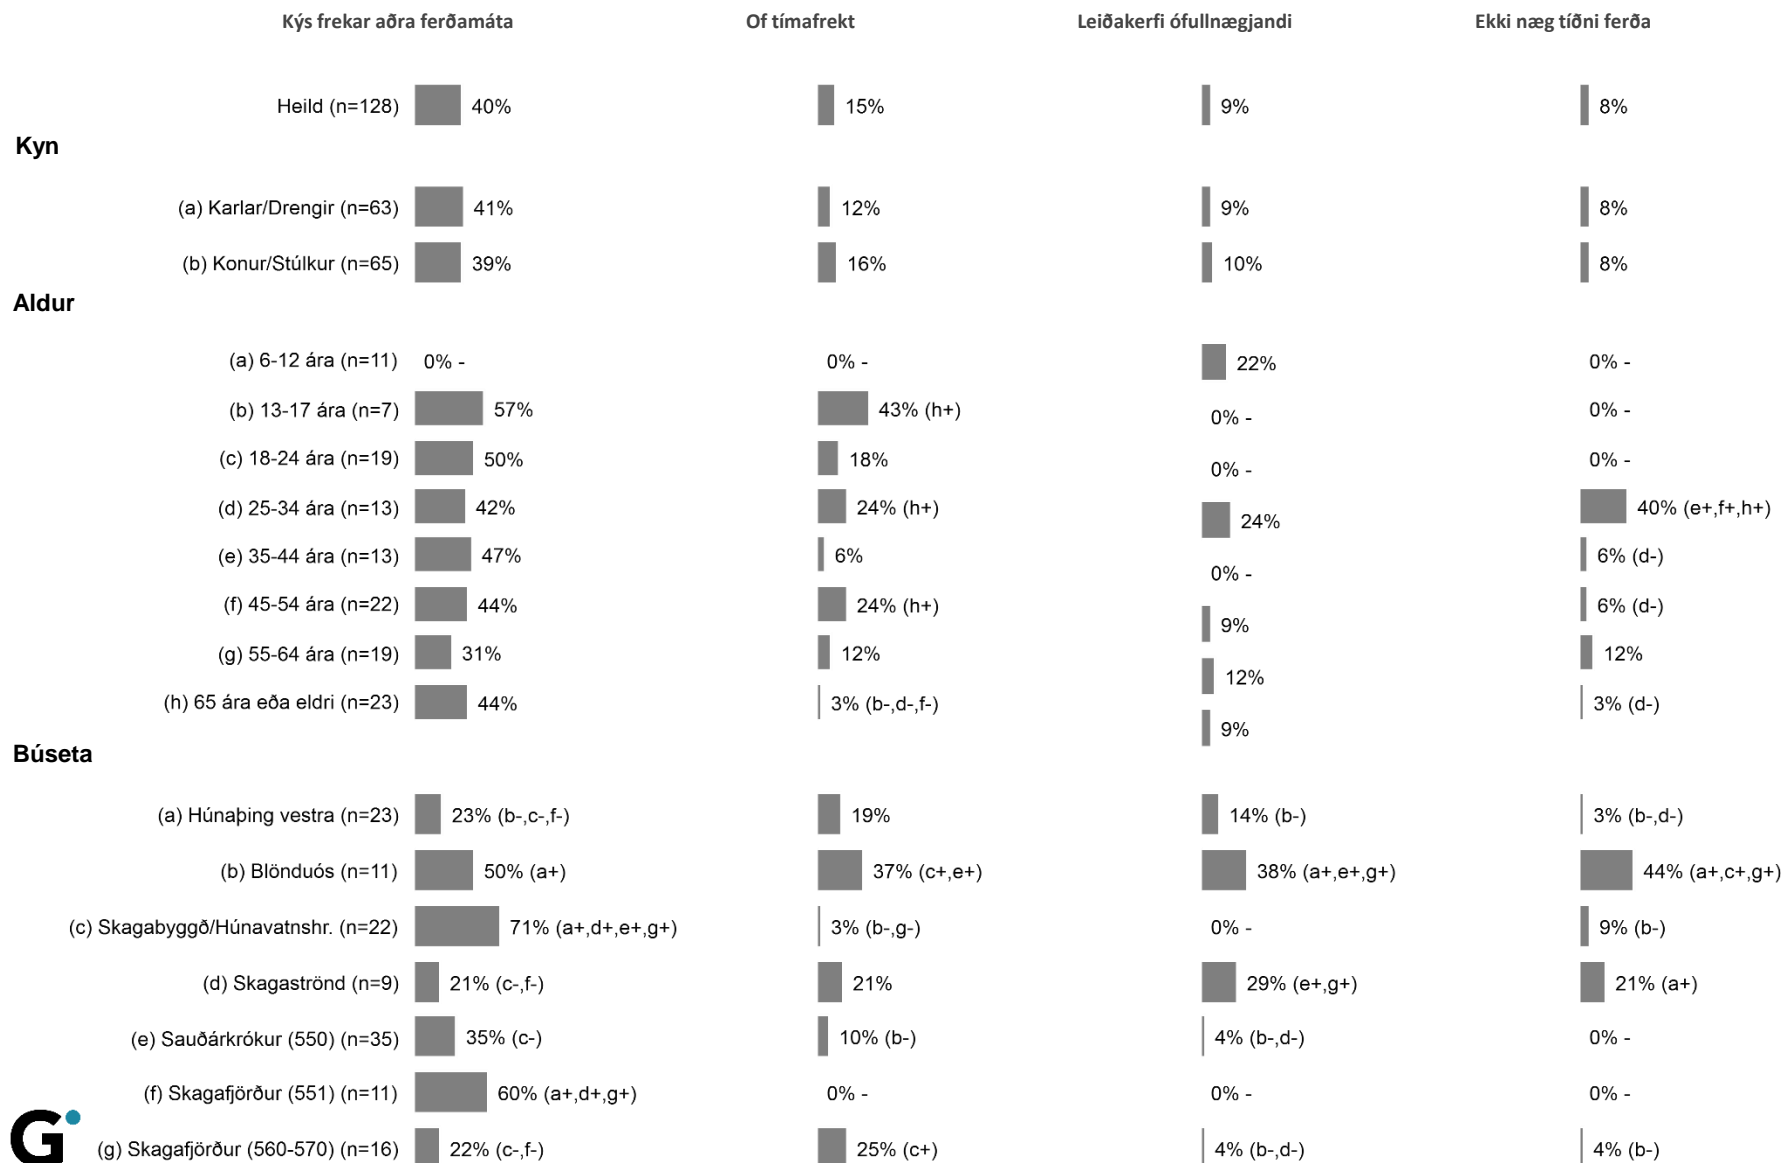 Kýs frekar aðra ferðamáta Of tímafrekt Leiðakerfi ófullnægjandi Ekki næg tíðni ferða
Heild (n=128) 40% 15% 9% 8%
Kyn
(a) Karlar/Drengir (n=63) 41% 12% 9% 8%
(b) Konur/Stúlkur (n=65) 39% 16% 10% 8%
Aldur
(a) 6-12 ára (n=11) 0% - 0% - 22% 0% -
(b) 13-17 ára (n=7) 57% 43% (h+) 0% - 0% -
(c) 18-24 ára (n=19) 50% 18% 0% - 0% -
(d) 25-34 ára (n=13) 42% 24% (h+) 24% 40% (e+,f+,h+)
(e) 35-44 ára (n=13) 47% 6% 0% - 6% (d-)
(f) 45-54 ára (n=22) 44% 24% (h+) 9% 6% (d-)
(g) 55-64 ára (n=19) 31% 12% 12% 12%
(h) 65 ára eða eldri (n=23) 44% 3% (b-,d-,f-) 9% 3% (d-)
Búseta
(a) Húnaþing vestra (n=23) 23% (b-,c-,f-) 19% 14% (b-) 3% (b-,d-)
(b) Blönduós (n=11) 50% (a+) 37% (c+,e+) 38% (a+,e+,g+) 44% (a+,c+,g+)
(c) Skagabyggð/Húnavatnshr. (n=22) 71% (a+,d+,e+,g+) 3% (b-,g-) 0% - 9% (b-)
(d) Skagaströnd (n=9) 21% (c-,f-) 21% 29% (e+,g+) 21% (a+)
(e) Sauðárkrókur (550) (n=35) 35% (c-) 10% (b-) 4% (b-,d-) 0% -
(f) Skagafjörður (551) (n=11) 60% (a+,d+,g+) 0% - 0% - 0% -
G (g) Skagafjörður (560-570) (n=16) 22% (c-,f-) 25% (c+) 4% (b-,d-) 4% (b-)